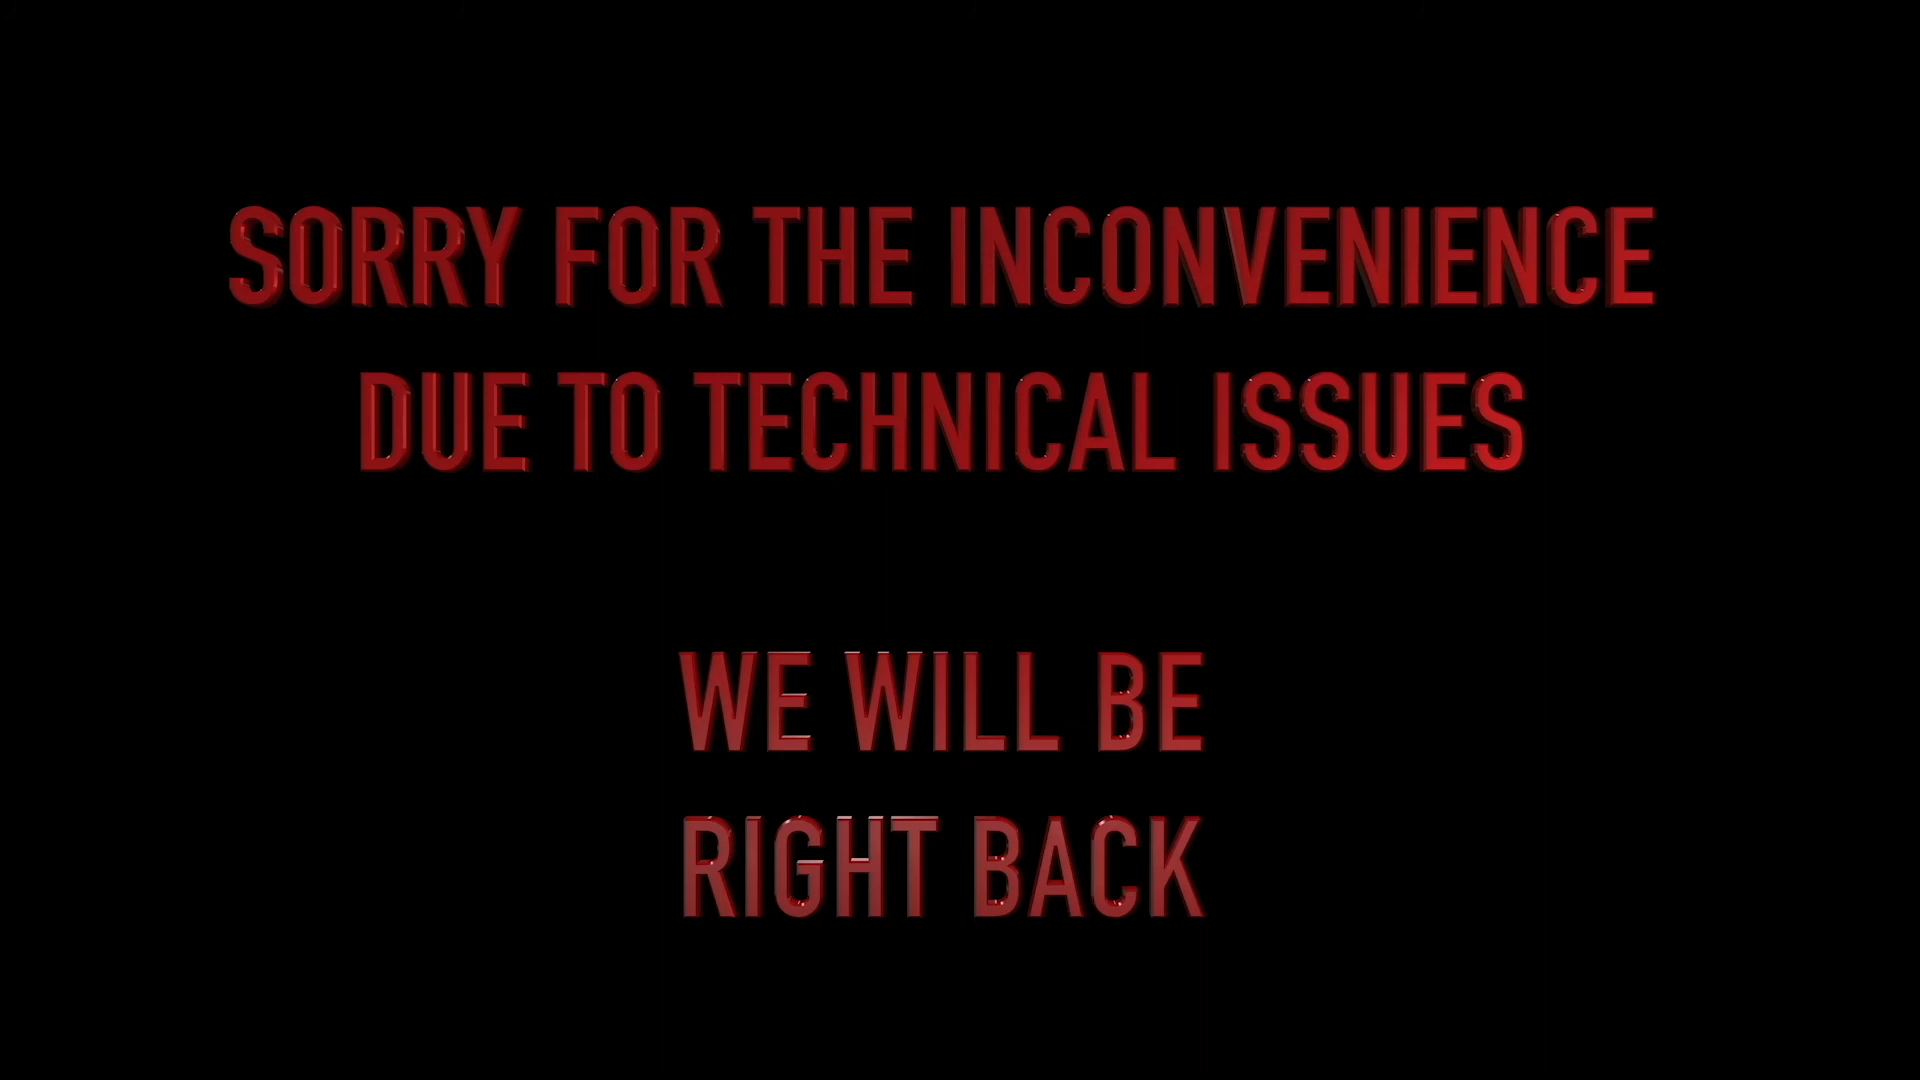 SORRY FOR THE INCONVENIENCE
DUE TO TECHNICAL ISSUES
WE WILL BE
RIGHT BACK